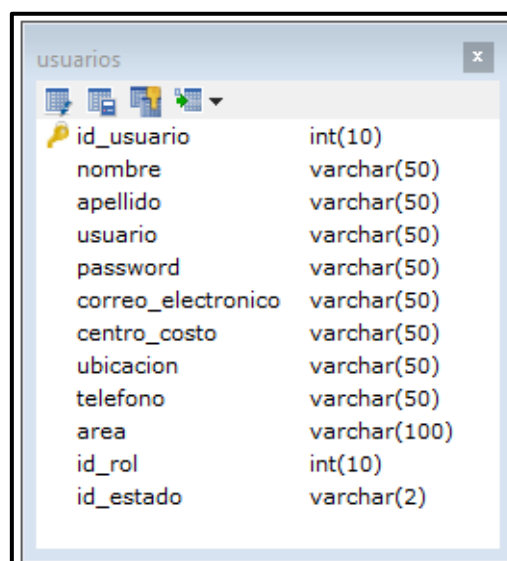 usuarios x
id_usuario int(10)
nombre varchar(50)
apellido varchar(50)
usuario varchar(50)
password varchar(50)
correo_electronico varchar(50)
centro_costo varchar(50)
ubicacion varchar(50)
telefono varchar(50)
area varchar(100)
id_rol int(10)
id_estado varchar(2)